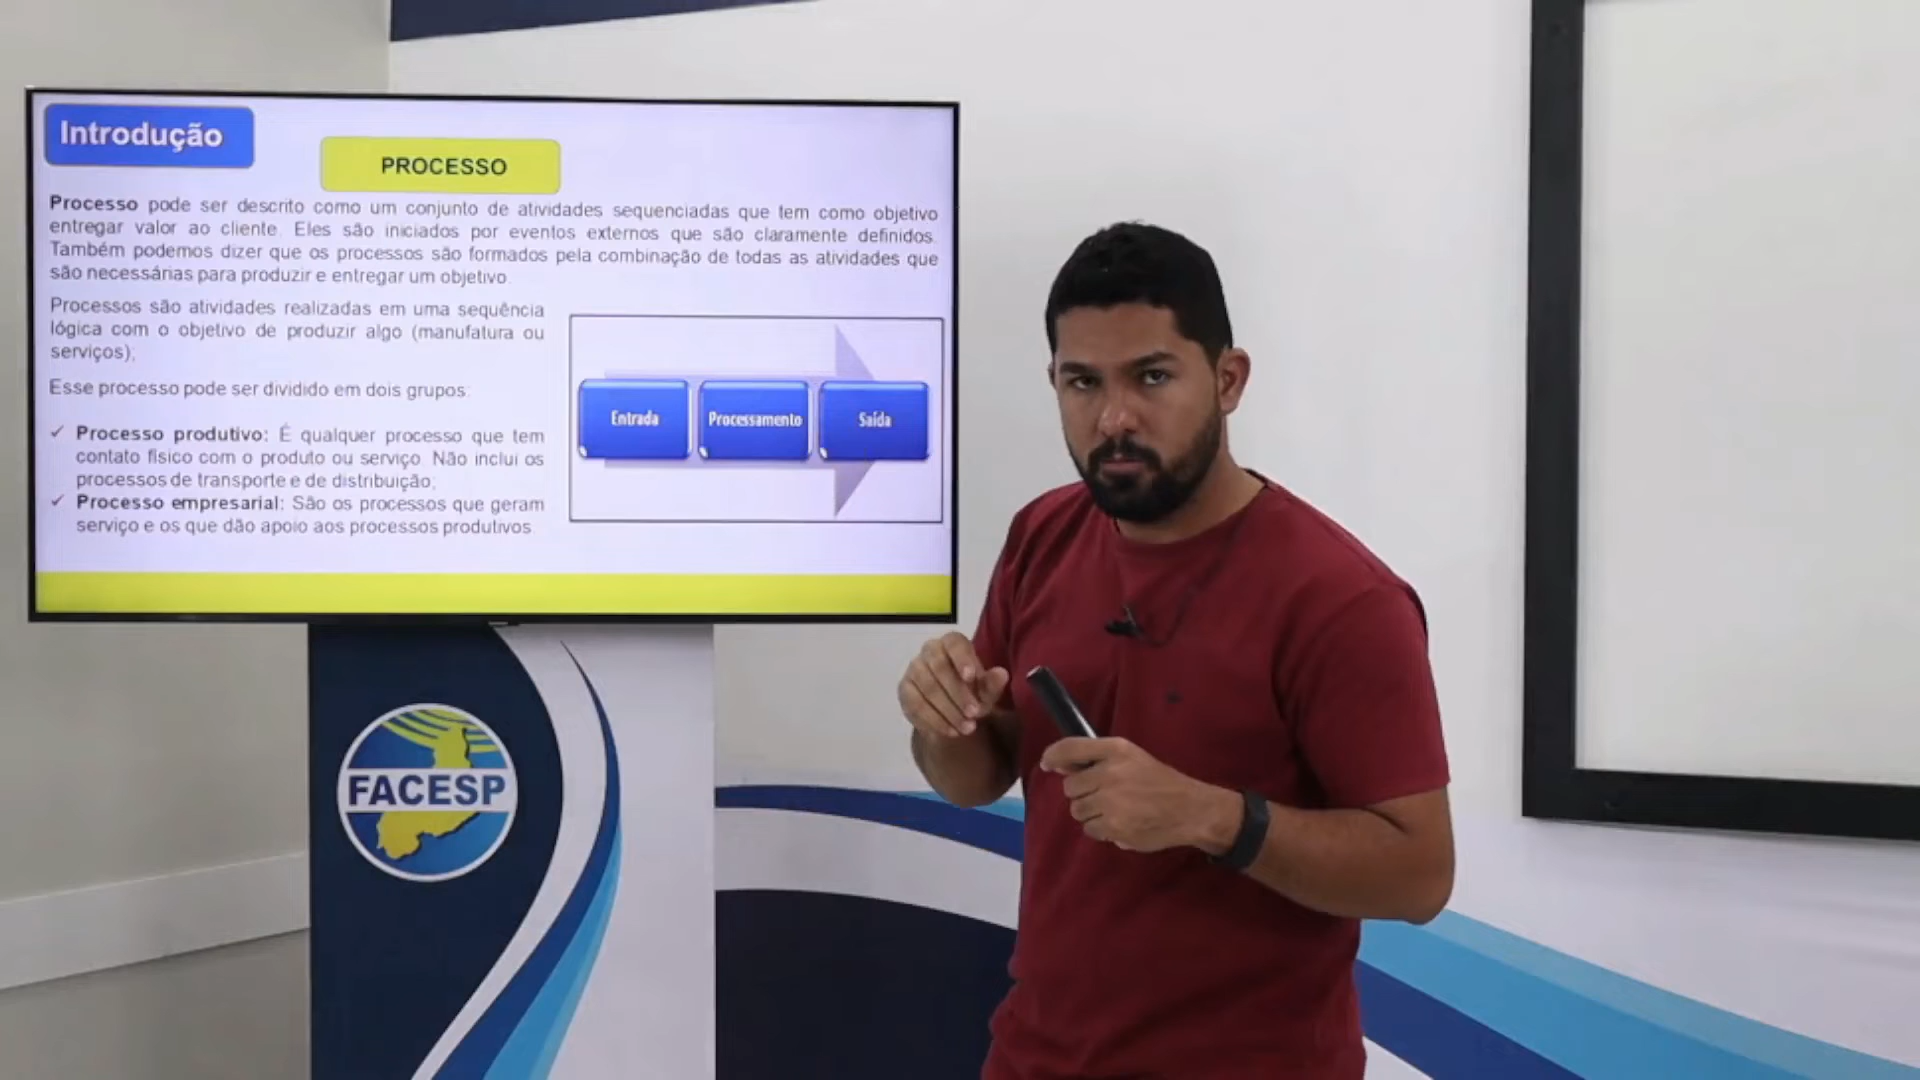 Introdução
PROCESSO
Processo pode ser descrito como um conjunto de atividades sequenciadas que tem como objetivo
entregar valor ao cliente. Eles são iniciados por eventos externos que são claramente definidos.
Também podemos dizer que os processos são formados pela combinação de todas as atividades que
são necessárias para produzir e entregar um objetivo.
Processos são atividades realizadas em uma sequência
lógica com o objetivo de produzir algo (manufatura ou
serviços);
Esse processo pode ser dividido em dois grupos:
✓ Processo produtivo: É qualquer processo que tem
contato físico com o produto ou serviço. Não inclui os
processos de transporte e de distribuição;
✓ Processo empresarial: São os processos que geram
serviço e os que dão apoio aos processos produtivos
Entrada
Processamento
Saída
FACESP